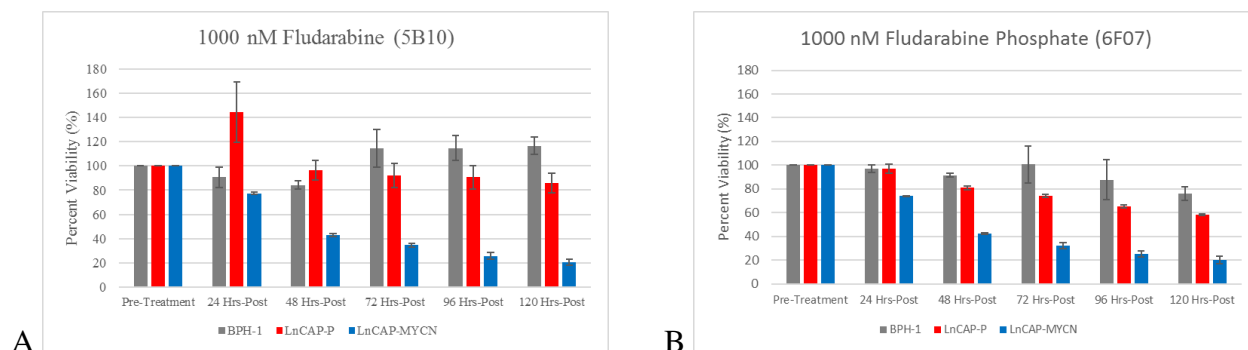 1000 nM Fludarabine (5B10)
Percent Viability (%)
180
160
140
120
100
80
60
40
20
0
Pre-Treatment 24 Hrs-Post 48 Hrs-Post 72 Hrs-Post 96 Hrs-Post 120 Hrs-Post
BPH-1 LnCAP-P LnCAP-MYCN
A
1000 nM Fludarabine Phosphate (6F07)
Percent Viability (%)
180
160
140
120
100
80
60
40
20
0
Pre-Treatment 24 Hrs-Post 48 Hrs-Post 72 Hrs-Post 96 Hrs-Post 120 Hrs-Post
BPH-1 LnCAP-P LnCAP-MYCN
B